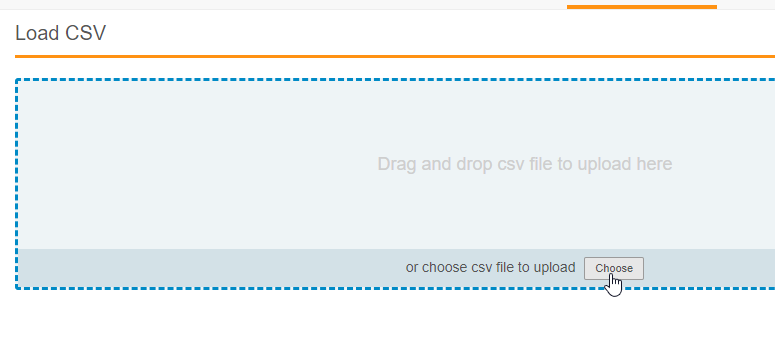 Load CSV
Drag and drop csv file to upload here
or choose csv file to upload Choose